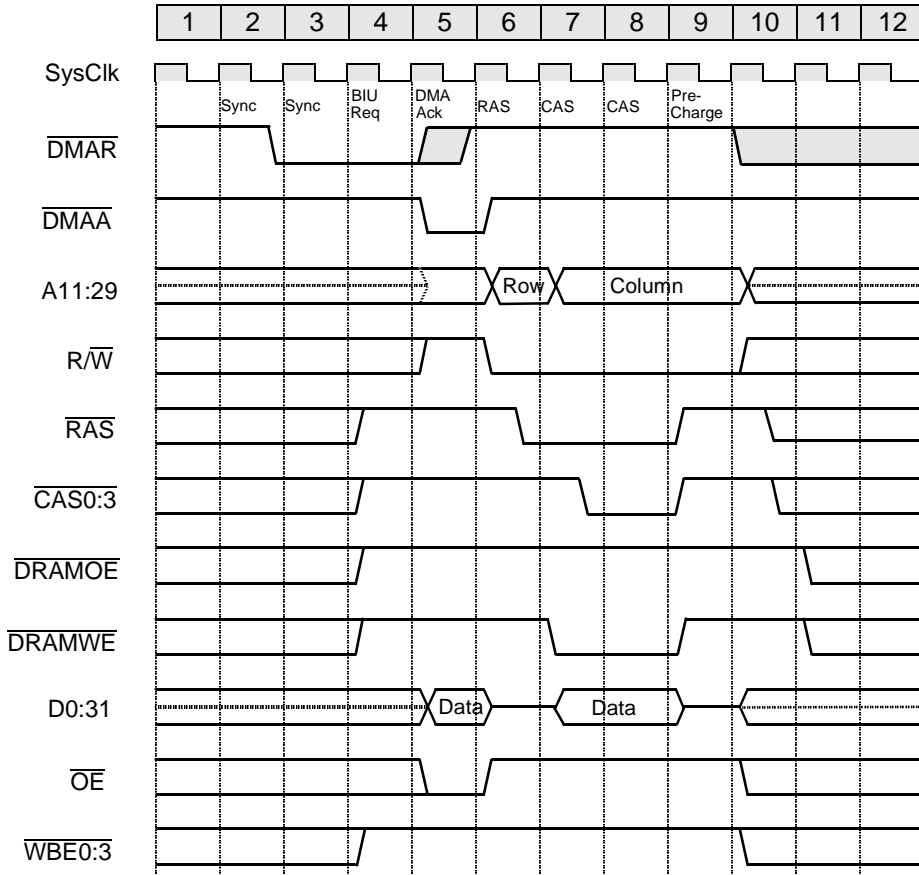 1 2 3 4 5 6 7 8 9 10 11 12
SysClk
Sync Sync BIU Req DMA Ack RAS CAS CAS Pre-Charge
DMAR
DMAA
A11:29 Row Column
R/W
RAS
CAS0:3
DRAMOE
DRAMWE
D0:31 Data Data
OE
WBE0:3